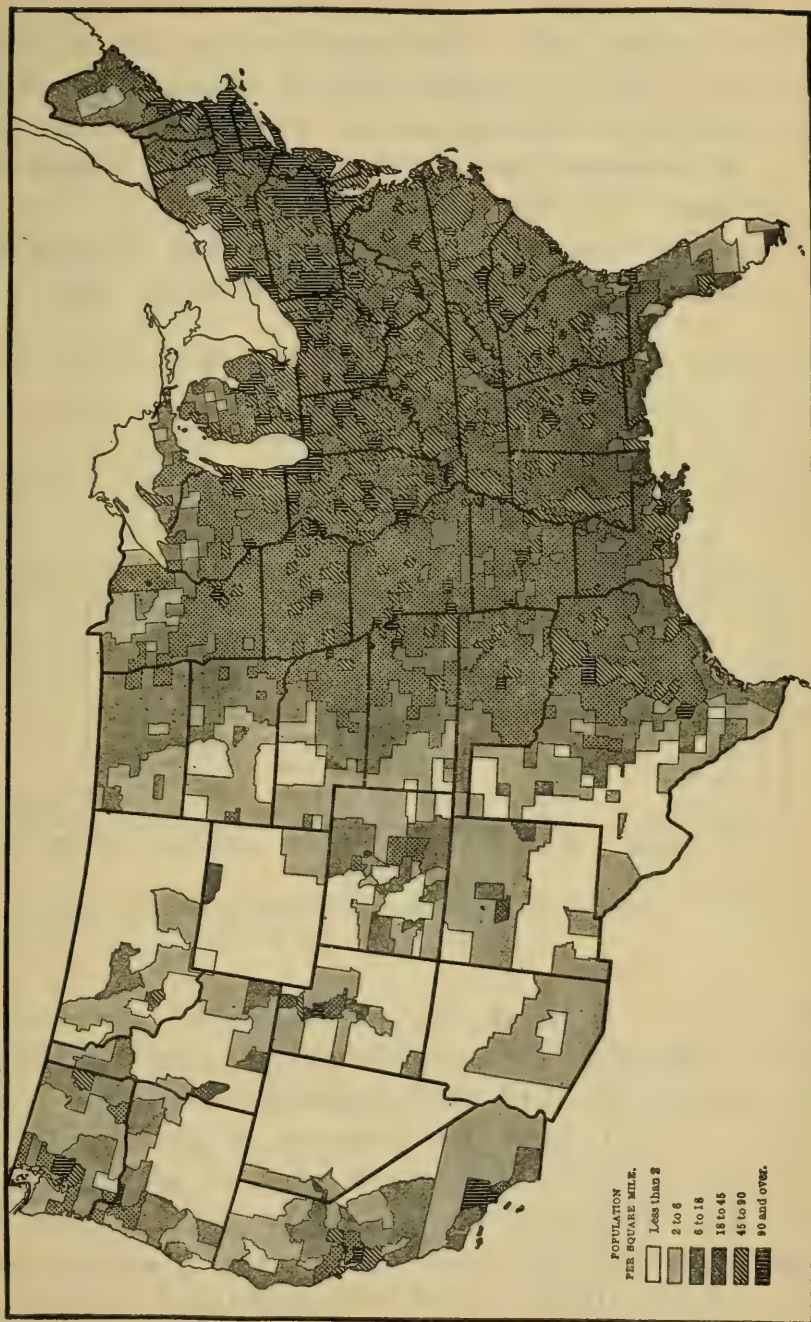 POPULATION
PER SQUARE MILE.
Less than 2
2 to 6
6 to 18
18 to 45
45 to 90
90 and over.